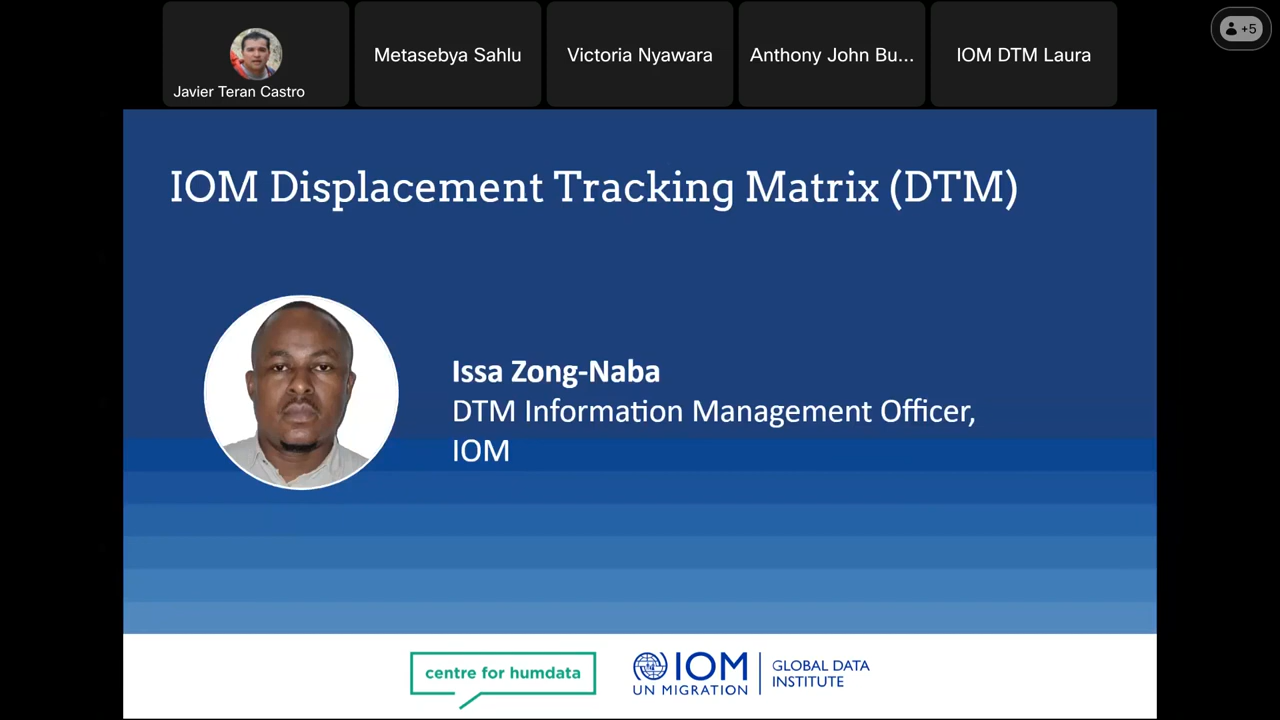 Javier Teran Castro
Metasebya Sahlu
Victoria Nyawara
Anthony John Bu...
IOM DTM Laura
+5
IOM Displacement Tracking Matrix (DTM)
Issa Zong-Naba
DTM Information Management Officer,
IOM
centre for humdata
IOM
UN MIGRATION
GLOBAL DATA
INSTITUTE